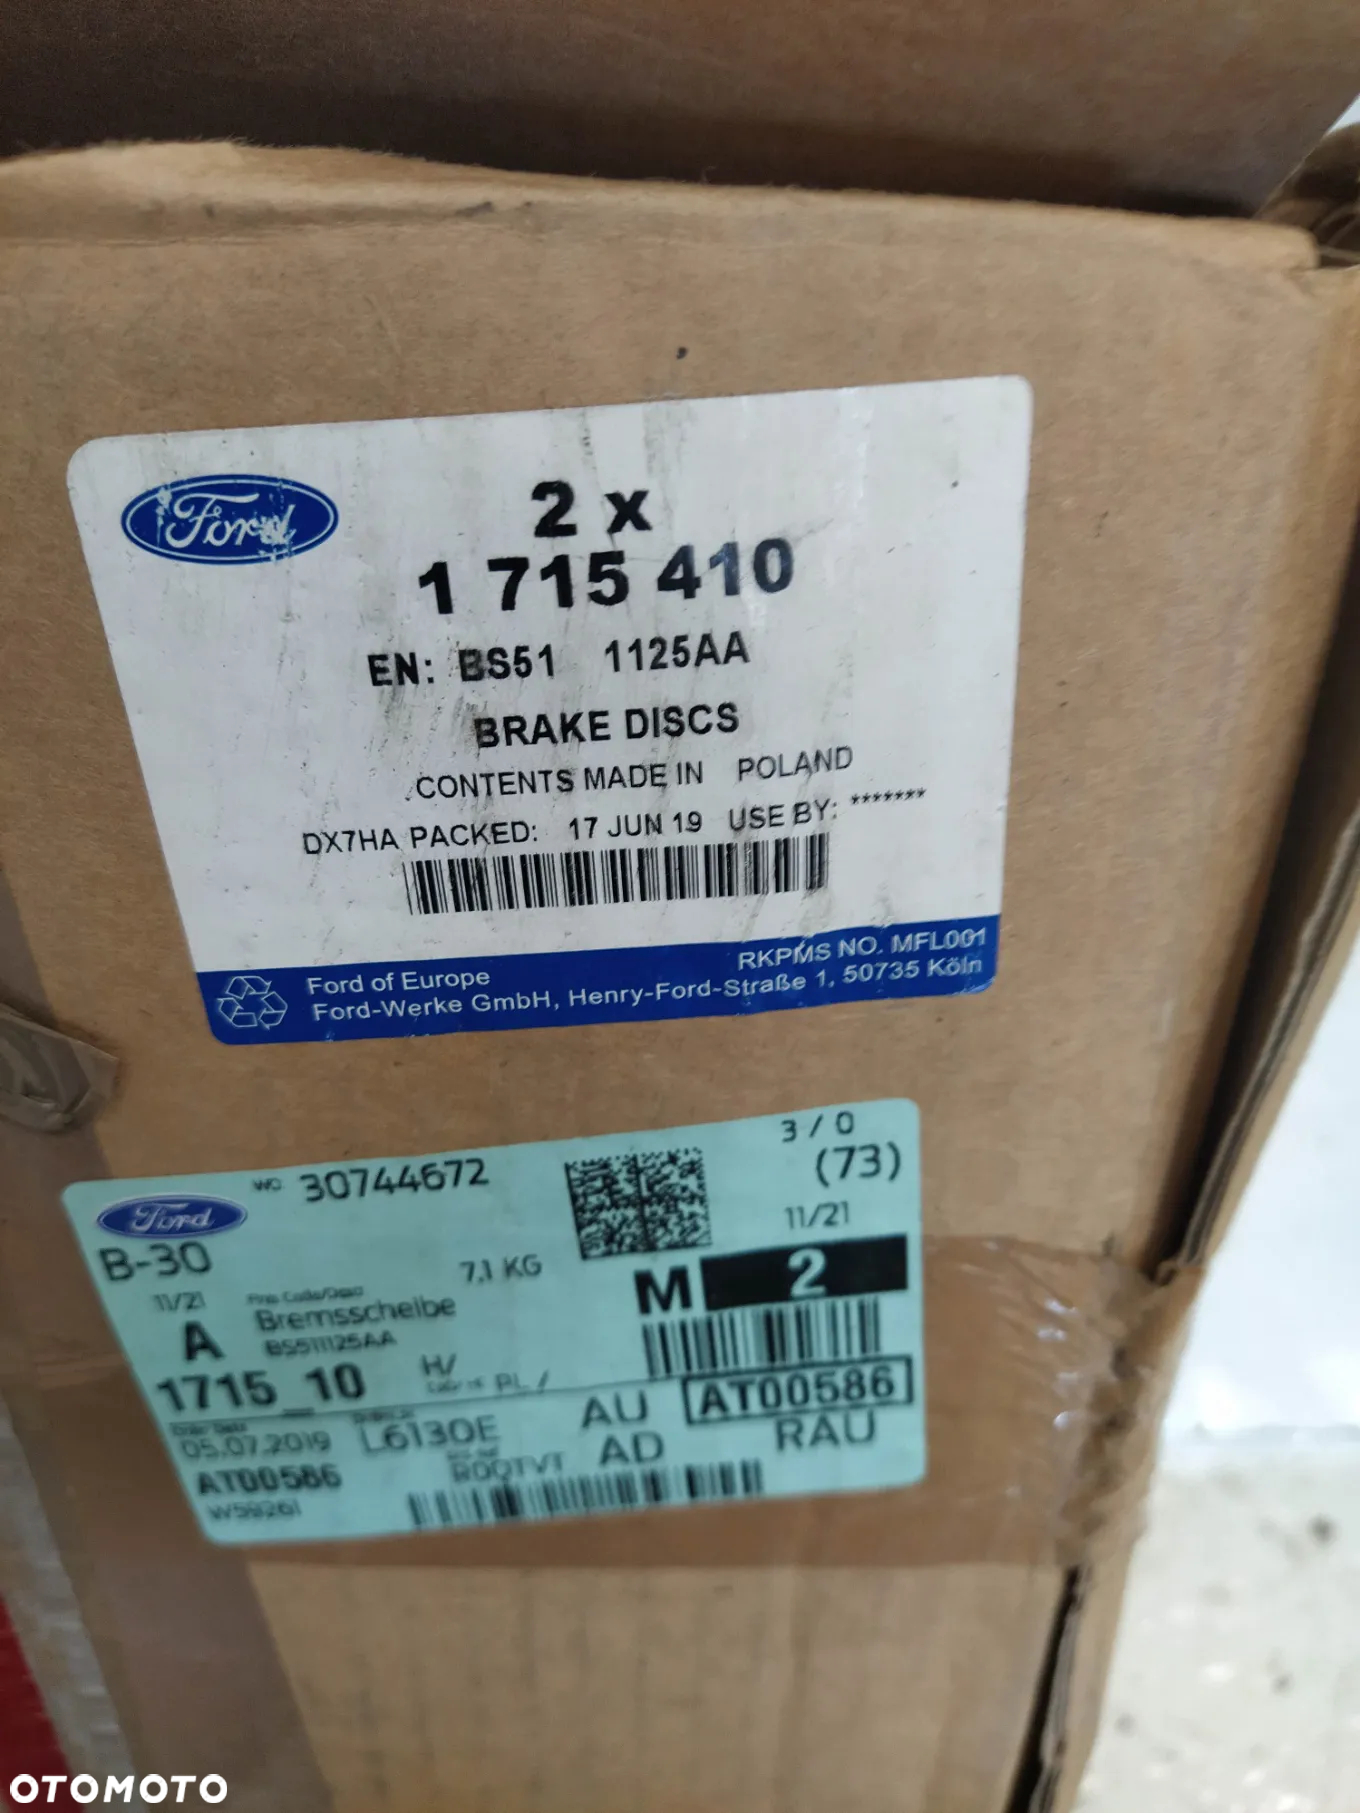 Ford
2 x
1 715 410
EN: BS51 1125AA
BRAKE DISCS
CONTENTS MADE IN POLAND
DX7HA PACKED: 17 JUN 19 USE BY: *******
RKPMS NO. MFL001
Ford of Europe
Ford-Werke GmbH, Henry-Ford-Straße 1, 50735 Köln
Ford
WO 30744672
3 / 0
(73)
B-30
7,1 KG
11/21
11/21
Bremsscheibe
M 2
A
BS511125AA
1715 10
H/
PL /
AU
AT00586
05.07.2019
L6130E
AD
RAU
AT00586
OTOMOTO